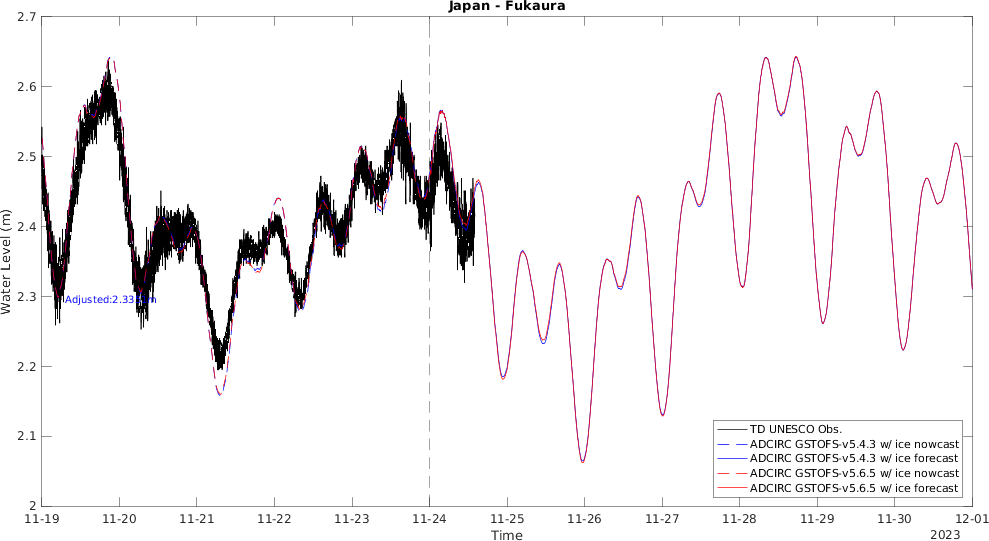 Japan - Fukaura
2.7
2.6
2.5
2.4
2.3
2.2
2.1
2
Water Level (m)
Adjusted:2.33
11-19 11-20 11-21 11-22 11-23 11-24 11-25 11-26 11-27 11-28 11-29 11-30 12-01
Time
2023
TD UNESCO Obs.
ADCIRC GSTOFS-v5.4.3 w/ ice nowcast
ADCIRC GSTOFS-v5.4.3 w/ ice forecast
ADCIRC GSTOFS-v5.6.5 w/ ice nowcast
ADCIRC GSTOFS-v5.6.5 w/ ice forecast